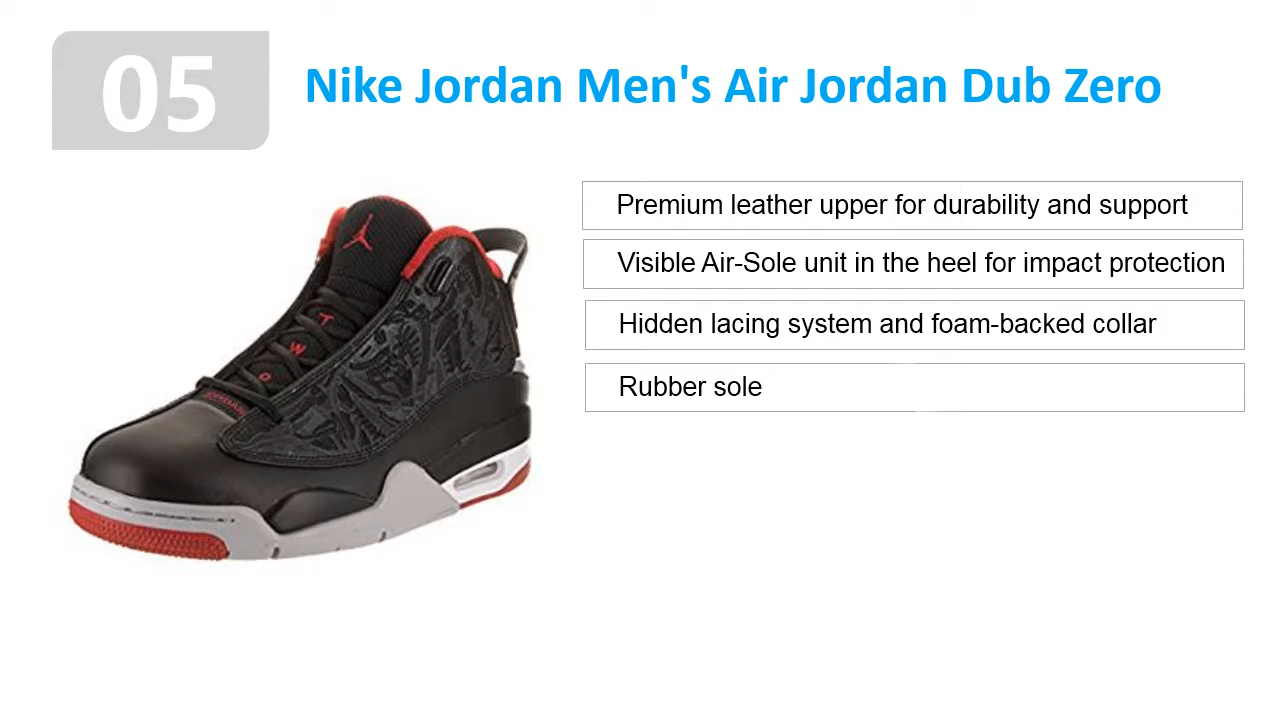 05
Nike Jordan Men's Air Jordan Dub Zero
Premium leather upper for durability and support
Visible Air-Sole unit in the heel for impact protection
Hidden lacing system and foam-backed collar
Rubber sole
T
W
O
JORDAN